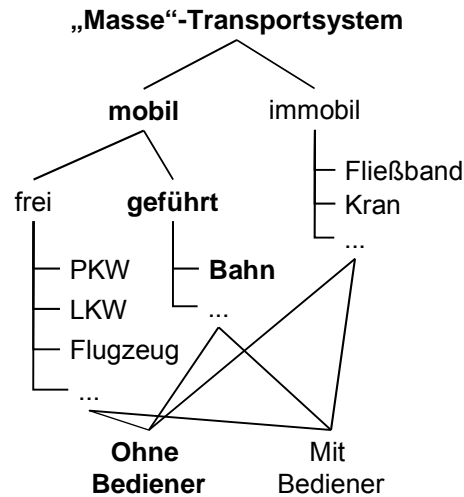 „Masse“-Transportsystem
mobil immobil
Fließband
frei geführt Kran
...
PKW Bahn
LKW ...
Flugzeug
...
Ohne Mit
Bediener Bediener